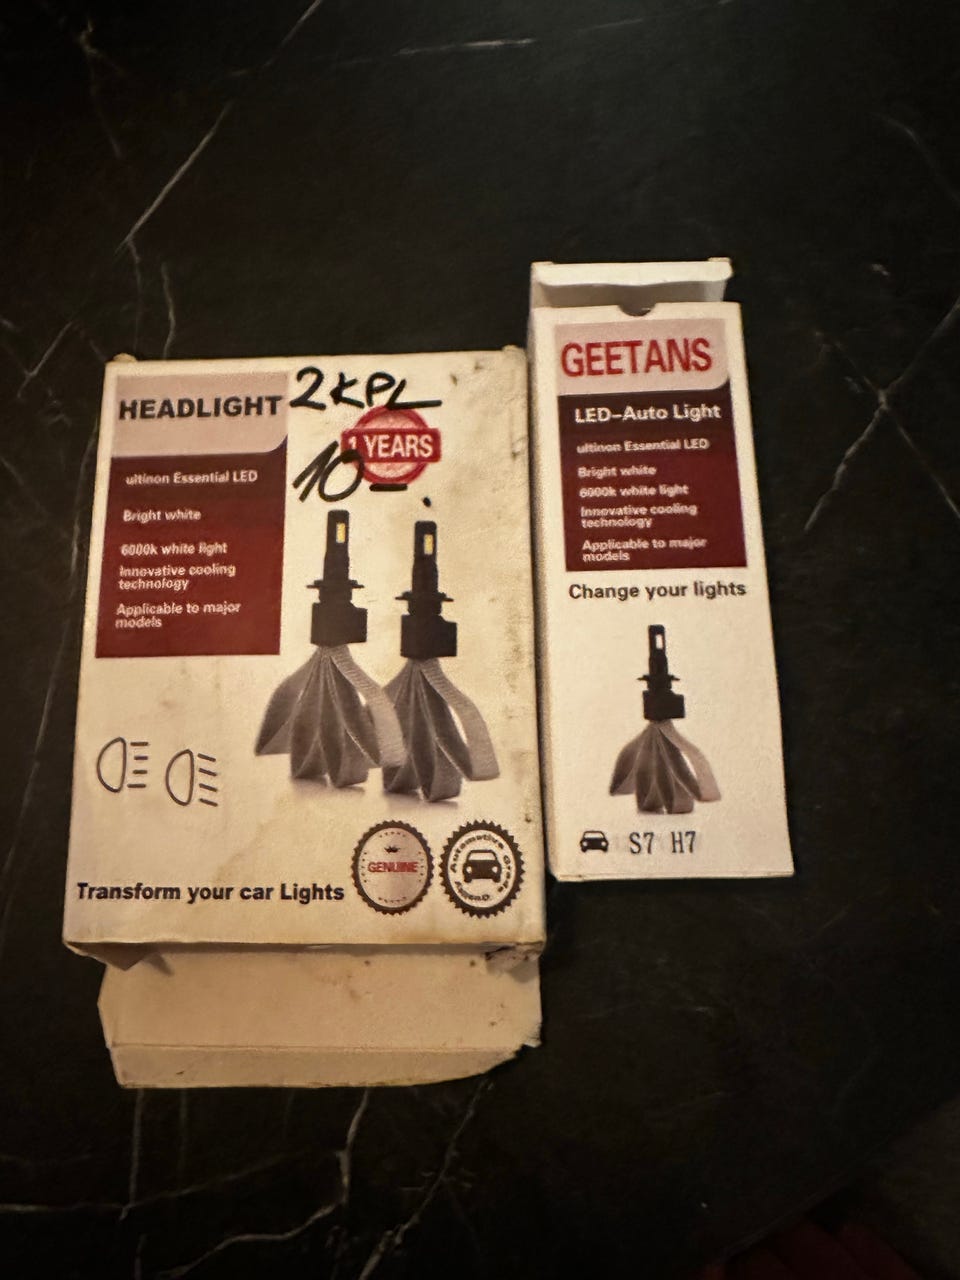 HEADLIGHT
2KPL
1 YEARS
10-.
ultinon Essential LED
Bright white
6000k white light
Innovative cooling
technology
Applicable to major
models
GENUINE
Transform your car Lights
GEETANS
LED-Auto Light
ultinon Essential LED
Bright white
6000k white light
Innovative cooling
technology
Applicable to major
models
Change your lights
S7 H7